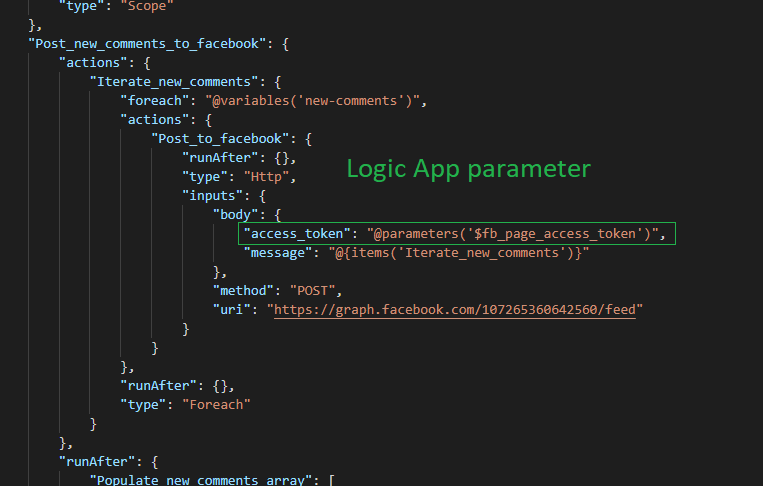 "type": "Scope"
},
"Post_new_comments_to_facebook": {
"actions": {
"Iterate_new_comments": {
"foreach": "@variables('new-comments')",
"actions": {
"Post_to_facebook": {
"runAfter": {},
"type": "Http",
Logic App parameter
"inputs": {
"body": {
"access_token": "@parameters('$fb_page_access_token')",
"message": "@{items('Iterate_new_comments')}"
},
"method": "POST",
"uri": "https://graph.facebook.com/107265360642560/feed"
}
}
},
"runAfter": {},
"type": "Foreach"
}
},
"runAfter": {
"Populate_new_comments_array": [